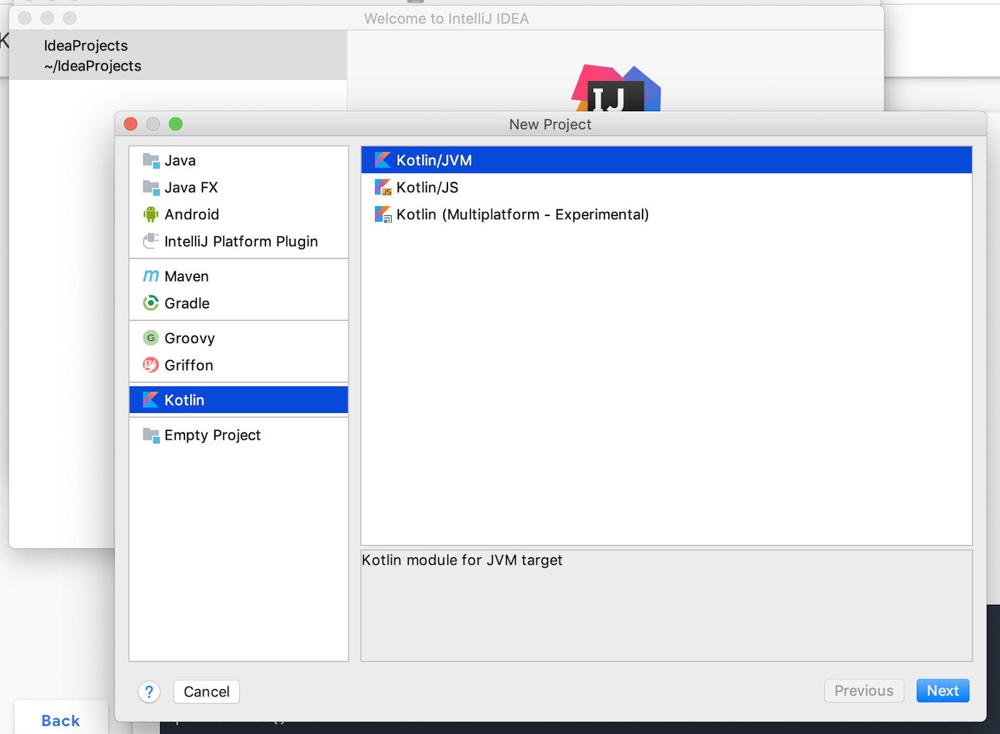 Welcome to IntelliJ IDEA
K
IdeaProjects
~/IdeaProjects
IJ
New Project
Java
Java FX
Android
IntelliJ Platform Plugin
Maven
Gradle
G Groovy
Griffon
Kotlin
Empty Project
Kotlin/JVM
JS Kotlin/JS
Kotlin (Multiplatform - Experimental)
Kotlin module for JVM target
?
Cancel
Previous
Next
Back